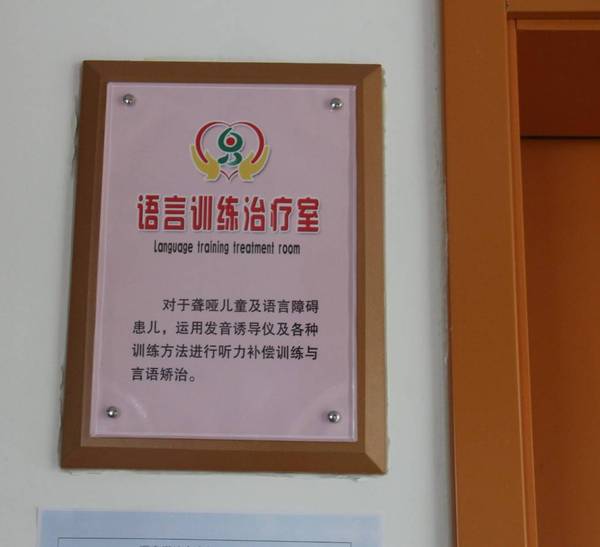 语言训练治疗室
Language training treatment room
对于聋哑儿童及语言障碍
患儿，运用发音诱导仪及各种
训练方法进行听力补偿训练与
言语矫治。